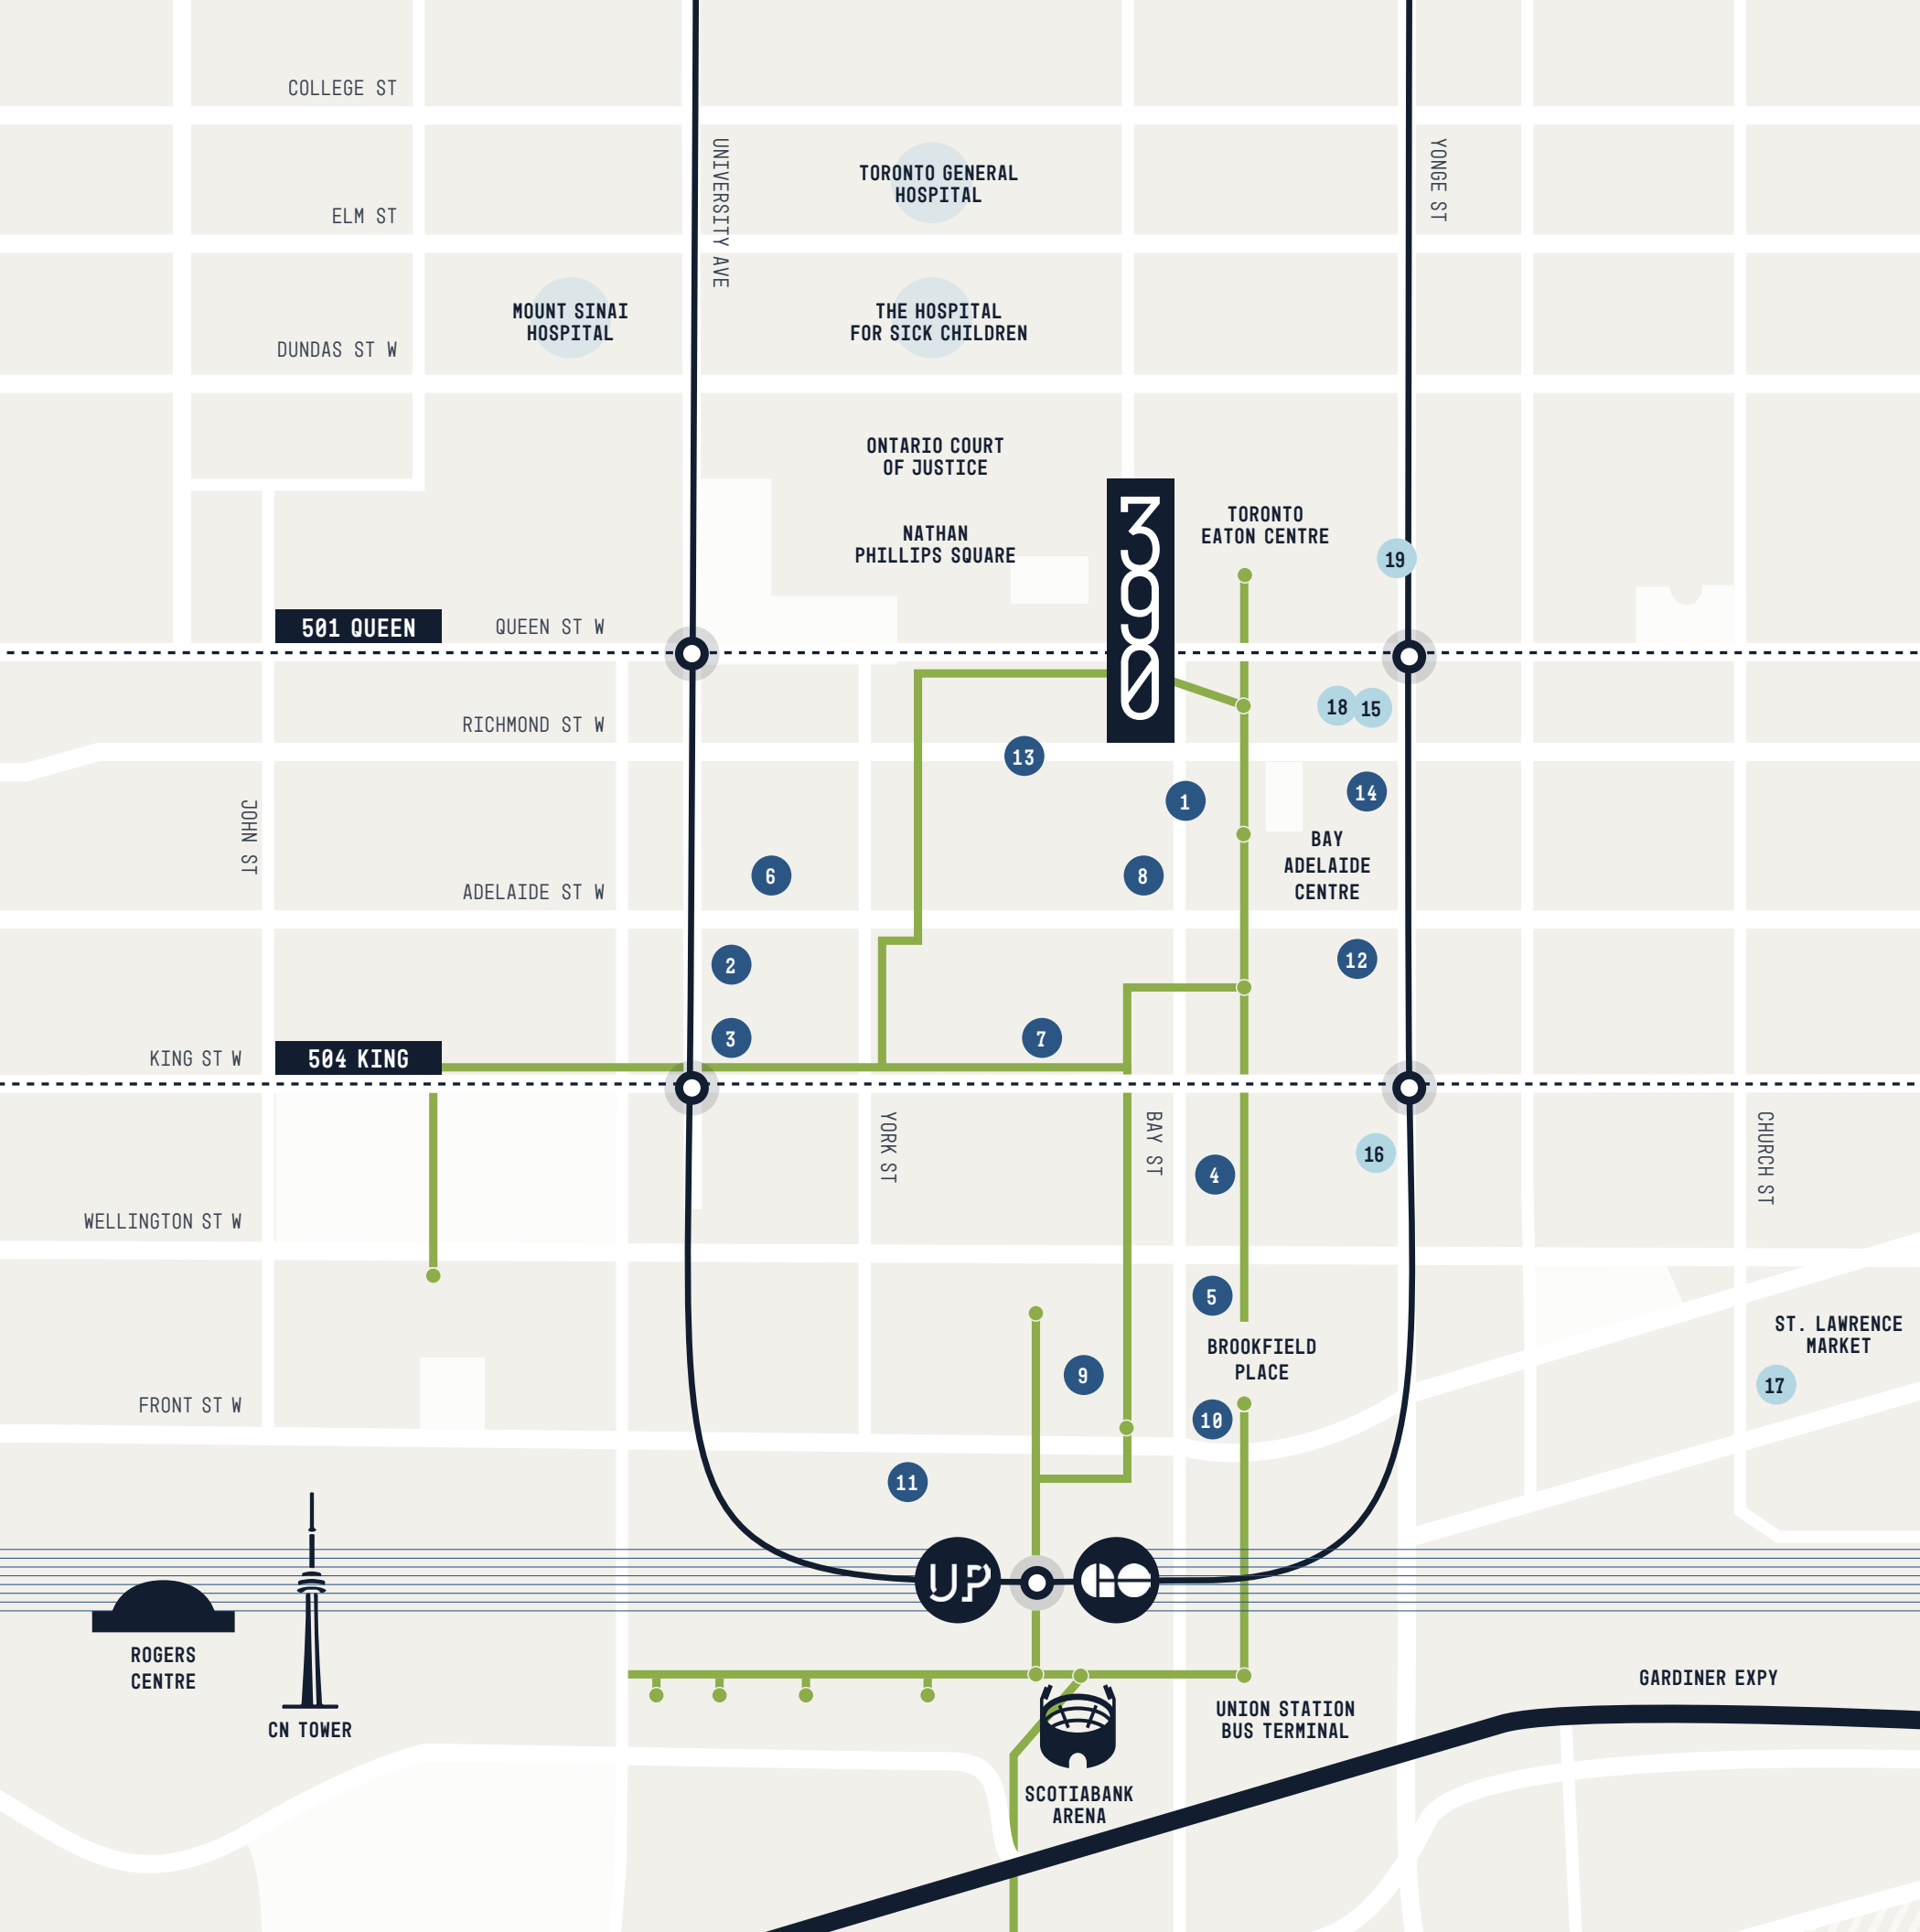 COLLEGE ST
UNIVERSITY AVE
YONGE ST
TORONTO GENERAL
HOSPITAL
ELM ST
MOUNT SINAI
HOSPITAL
THE HOSPITAL
FOR SICK CHILDREN
DUNDAS ST W
ONTARIO COURT
OF JUSTICE
NATHAN
PHILLIPS SQUARE
390
TORONTO
EATON CENTRE
19
501 QUEEN
QUEEN ST W
RICHMOND ST W
18
15
13
1
14
JOHN ST
BAY
ADELAIDE
CENTRE
6
8
ADELAIDE ST W
2
12
3
7
KING ST W
504 KING
YORK ST
BAY ST
CHURCH ST
16
4
WELLINGTON ST W
5
ST. LAWRENCE
MARKET
BROOKFIELD
PLACE
9
17
FRONT ST W
10
11
UP
GO
ROGERS
CENTRE
CN TOWER
GARDINER EXPY
UNION STATION
BUS TERMINAL
SCOTIABANK
ARENA